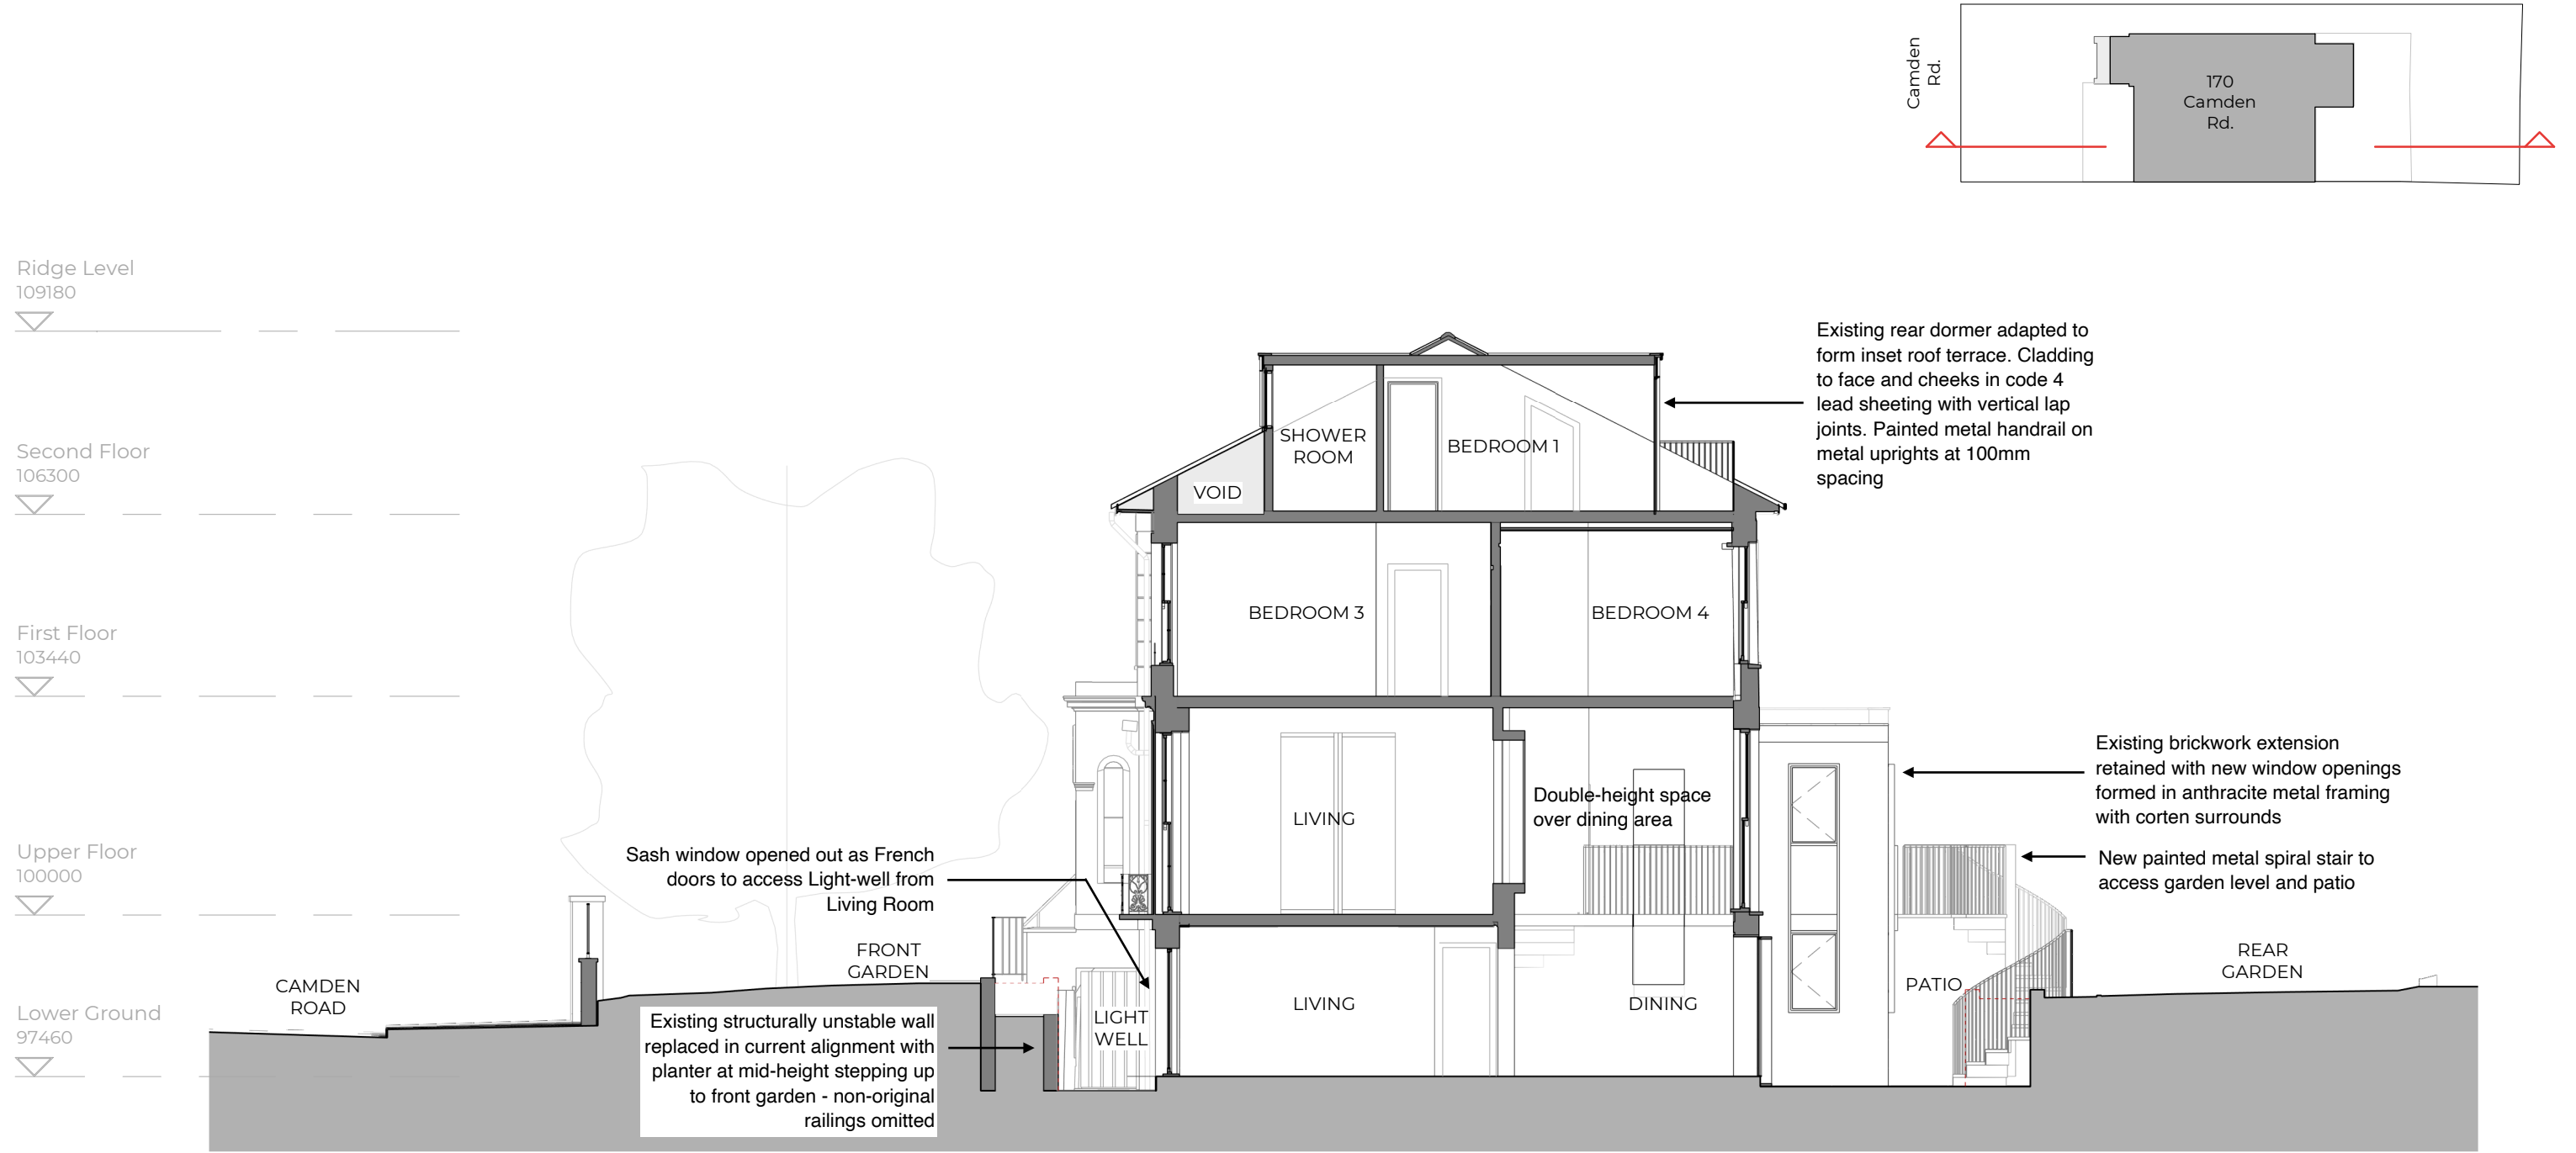 Camden
Rd.
170
Camden
Rd.
Ridge Level
109180
Second Floor
106300
First Floor
103440
Upper Floor
100000
Lower Ground
97460
Existing rear dormer adapted to
form inset roof terrace. Cladding
to face and cheeks in code 4
lead sheeting with vertical lap
joints. Painted metal handrail on
metal uprights at 100mm
spacing
SHOWER
ROOM
BEDROOM 1
VOID
BEDROOM 3
BEDROOM 4
Existing brickwork extension
retained with new window openings
formed in anthracite metal framing
with corten surrounds
Double-height space
over dining area
LIVING
Sash window opened out as French
doors to access Light-well from
Living Room
New painted metal spiral stair to
access garden level and patio
FRONT
GARDEN
CAMDEN
ROAD
REAR
GARDEN
PATIO
LIVING
DINING
LIGHT
WELL
Existing structurally unstable wall
replaced in current alignment with
planter at mid-height stepping up
to front garden - non-original
railings omitted